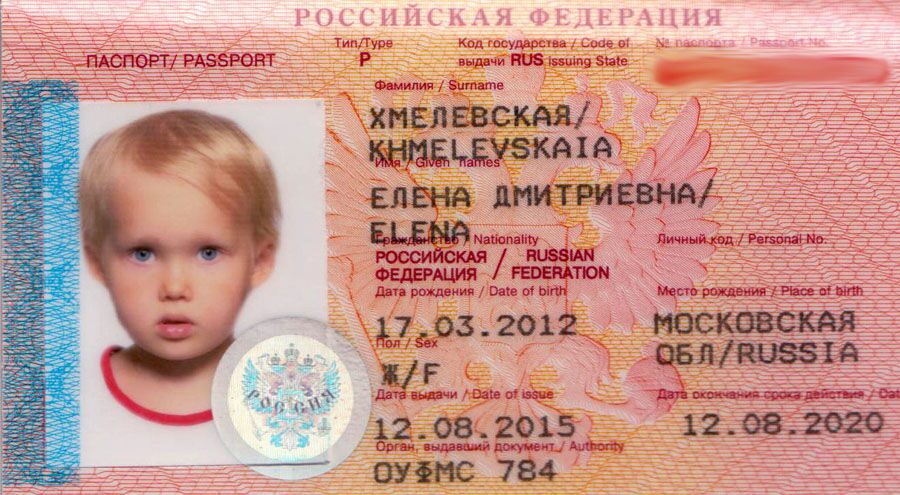 РОССИЙСКАЯ ФЕДЕРАЦИЯ
ПАСПОРТ/ PASSPORT
Тип/Type
P
Код государства / Code of
выдачи RUS issuing State
№ паспорта / Passport No.
Фамилия / Surname
ХМЕЛЕВСКАЯ/
KHMELEVSKAIA
Имя / Given names
ЕЛЕНА ДМИТРИЕВНА/
ELENA
Гражданство / Nationality
Личный код / Personal No.
РОССИЙСКАЯ / RUSSIAN
ФЕДЕРАЦИЯ / FEDERATION
Дата рождения / Date of birth
Место рождения / Place of birth
17.03.2012
МОСКОВСКАЯ
ОБЛ/RUSSIA
Пол / Sex
Ж/F
Дата выдачи / Date of issue
Дата окончания срока действия / Dat
12.08.2015
12.08.2020
Орган, выдавший документ / Authority
ОУФМС 784
РОССИЯ